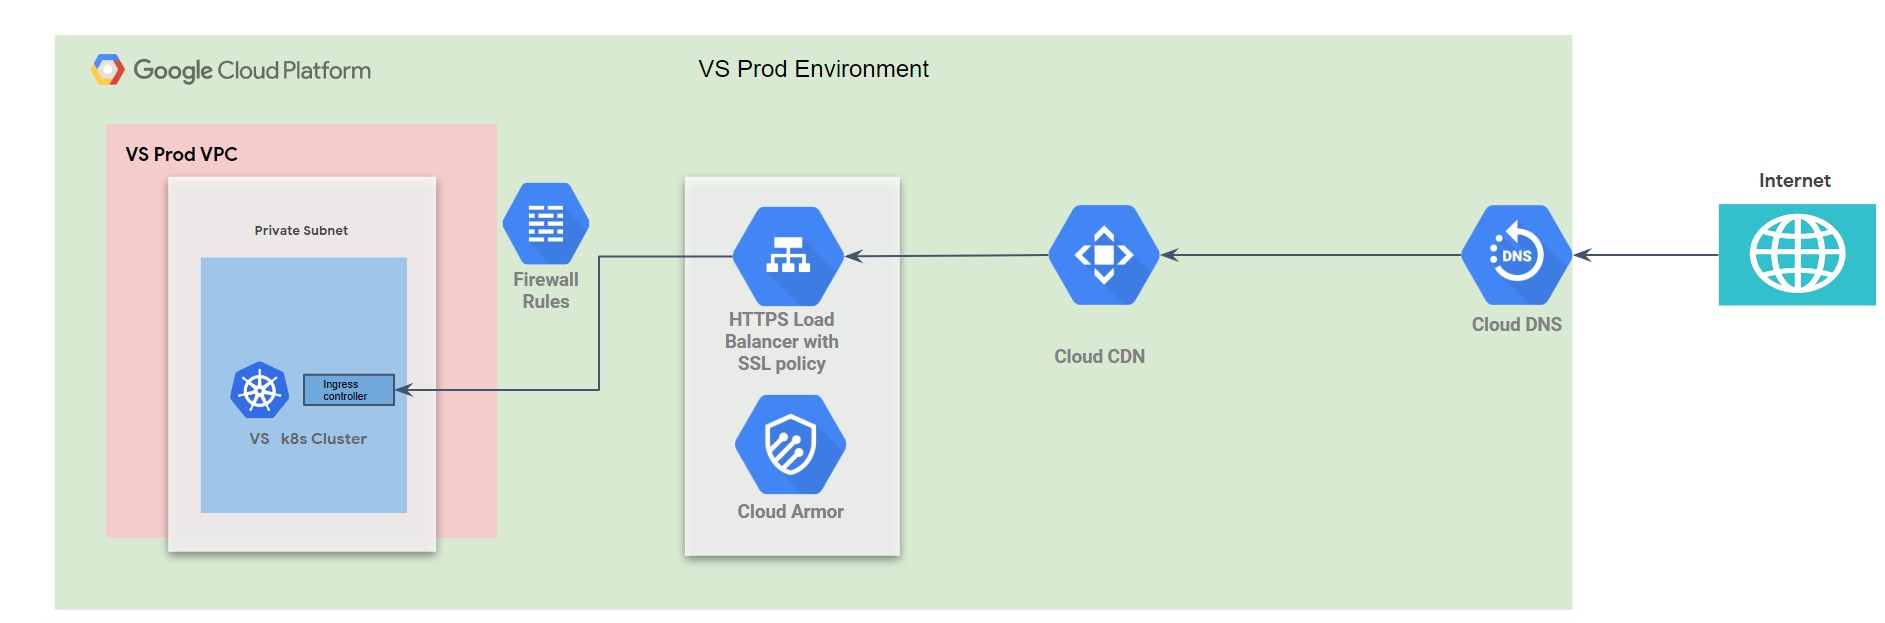 Google Cloud Platform
VS Prod Environment
VS Prod VPC
Private Subnet
Ingress
controller
VS k8s Cluster
Firewall
Rules
HTTPS Load
Balancer with
SSL policy
Cloud Armor
Cloud CDN
DNS
Cloud DNS
Internet